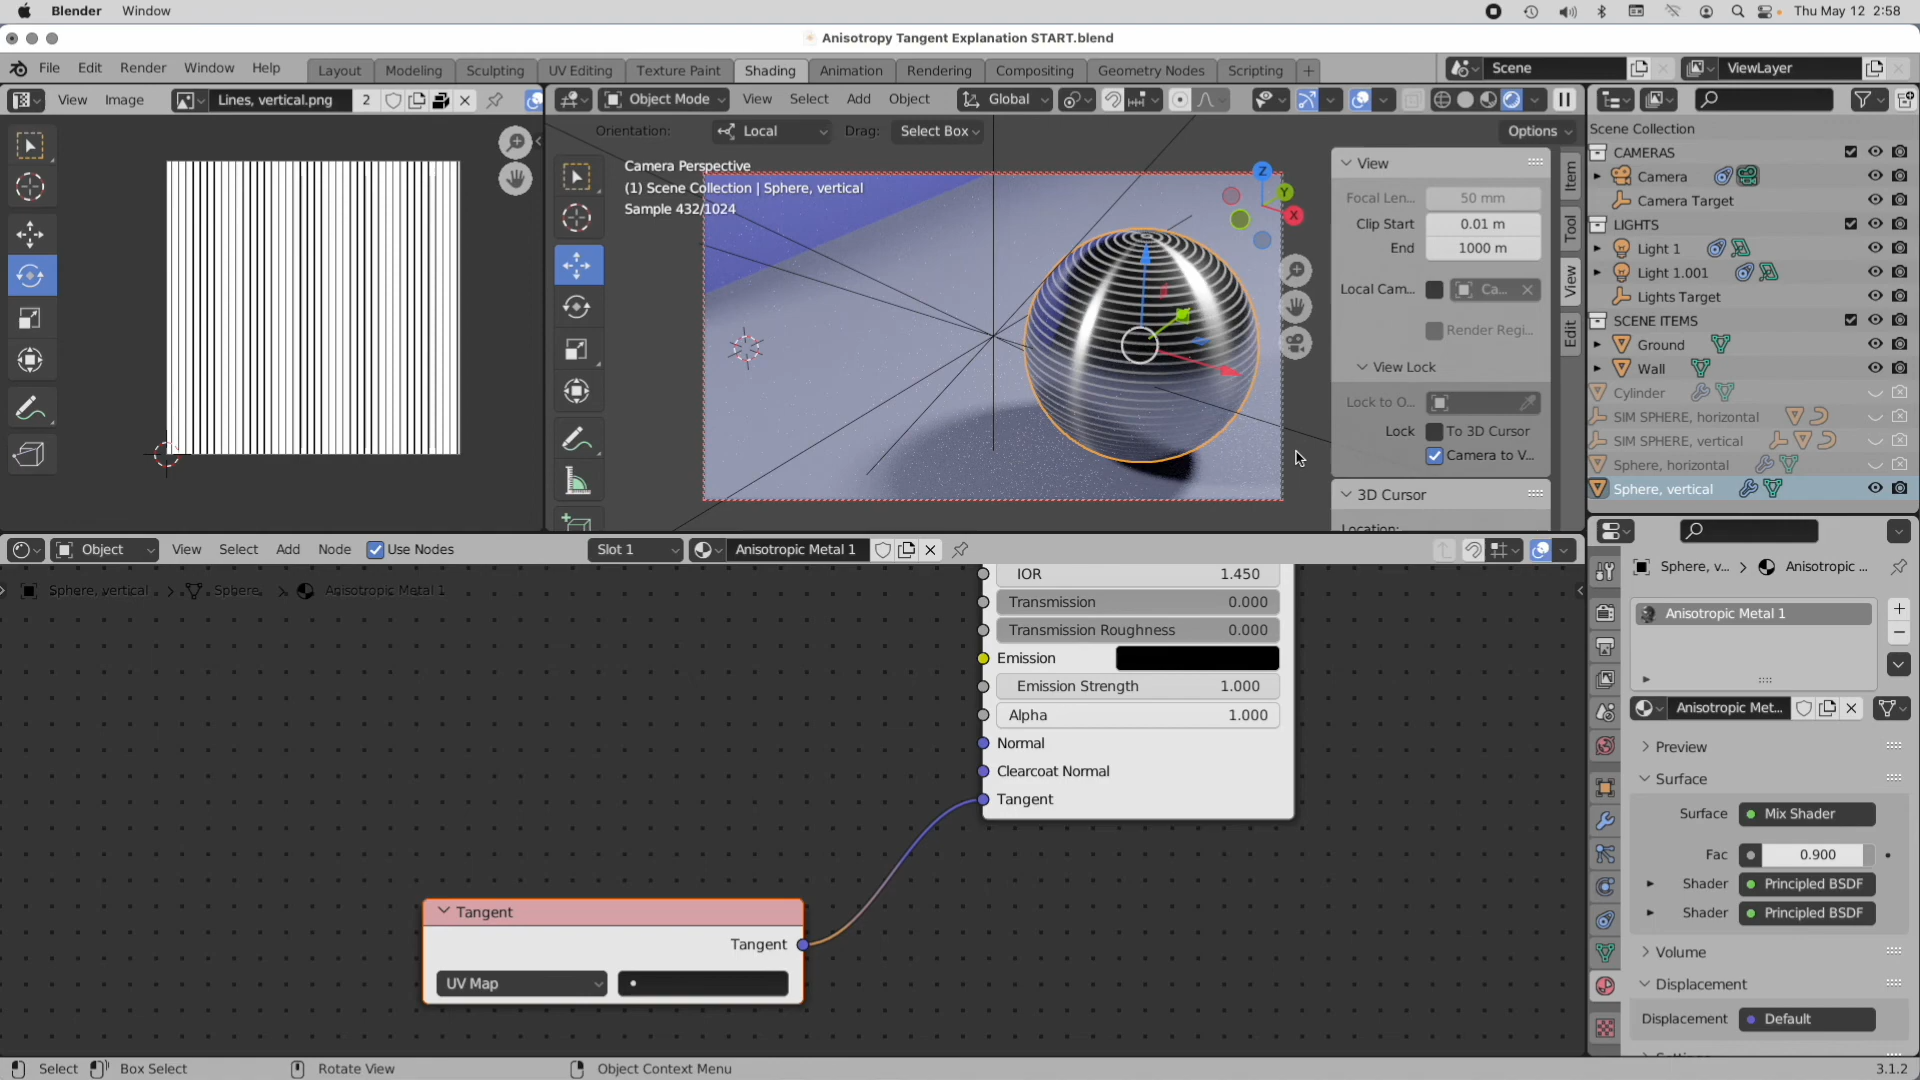 Blender Window Thu May 12 2:58
Anisotropy Tangent Explanation START.blend
File Edit Render Window Help Layout Modeling Sculpting UV Editing Texture Paint Shading Animation Rendering Compositing Geometry Nodes Scripting + Scene ViewLayer
View Image Lines, vertical.png 2 Object Mode View Select Add Object Global
Orientation: Local Drag: Select Box Options
Camera Perspective
(1) Scene Collection | Sphere, vertical
Sample 432/1024
Z
Y
X
View
Focal Len... 50 mm
Clip Start 0.01 m
End 1000 m
Local Cam... Ca...
Render Regi...
View Lock
Lock to O...
Lock To 3D Cursor
Camera to V...
3D Cursor
Item
Tool
View
Edit
Scene Collection
CAMERAS
Camera
Camera Target
LIGHTS
Light 1
Light 1.001
Lights Target
SCENE ITEMS
Ground
Wall
Cylinder
SIM SPHERE, horizontal
SIM SPHERE, vertical
Sphere, horizontal
Sphere, vertical
Object View Select Add Node Use Nodes Slot 1 Anisotropic Metal 1
Sphere, vertical > Sphere > Anisotropic Metal 1
IOR 1.450
Transmission 0.000
Transmission Roughness 0.000
Emission
Emission Strength 1.000
Alpha 1.000
Normal
Clearcoat Normal
Tangent
Tangent
Tangent
UV Map
Sphere, v... > Anisotropic ...
Anisotropic Metal 1
Anisotropic Met...
Preview
Surface
Surface Mix Shader
Fac 0.900
Shader Principled BSDF
Shader Principled BSDF
Volume
Displacement
Displacement Default
Select Box Select Rotate View Object Context Menu 3.1.2